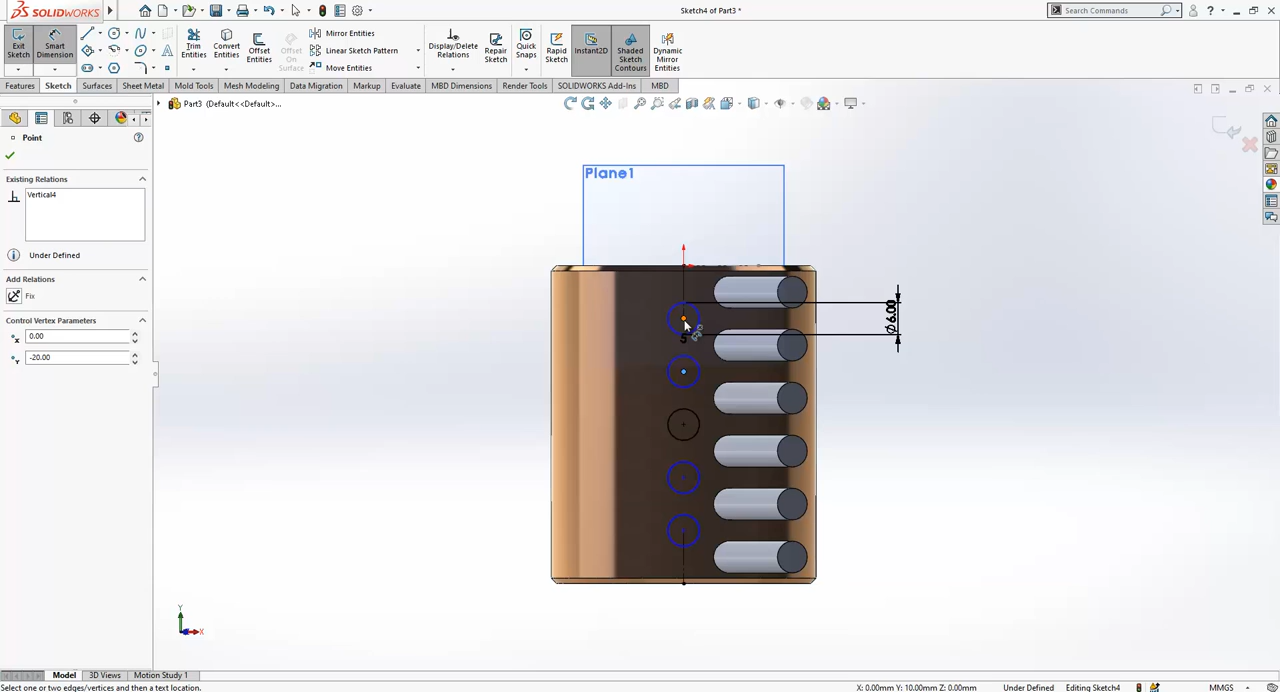 SOLIDWORKS
Sketch4 of Part3 *
Search Commands
Exit Sketch
Smart Dimension
Trim Entities
Convert Entities
Offset Entities
Offset On Surface
Mirror Entities
Linear Sketch Pattern
Move Entities
Display/Delete Relations
Repair Sketch
Quick Snaps
Rapid Sketch
Instant2D
Shaded Sketch Contours
Dynamic Mirror Entities
Features
Sketch
Surfaces
Sheet Metal
Mold Tools
Mesh Modeling
Data Migration
Markup
Evaluate
MBD Dimensions
Render Tools
SOLIDWORKS Add-Ins
MBD
Part3 (Default<<Default>...
Point
Existing Relations
Vertical4
Under Defined
Add Relations
Fix
Control Vertex Parameters
0.00
-20.00
Plane1
5
Ø6.00
Y
X
Model
3D Views
Motion Study 1
Select one or two edges/vertices and then a text location.
X: 0.00mm Y: 10.00mm Z: 0.00mm
Under Defined
Editing Sketch4
MMGS